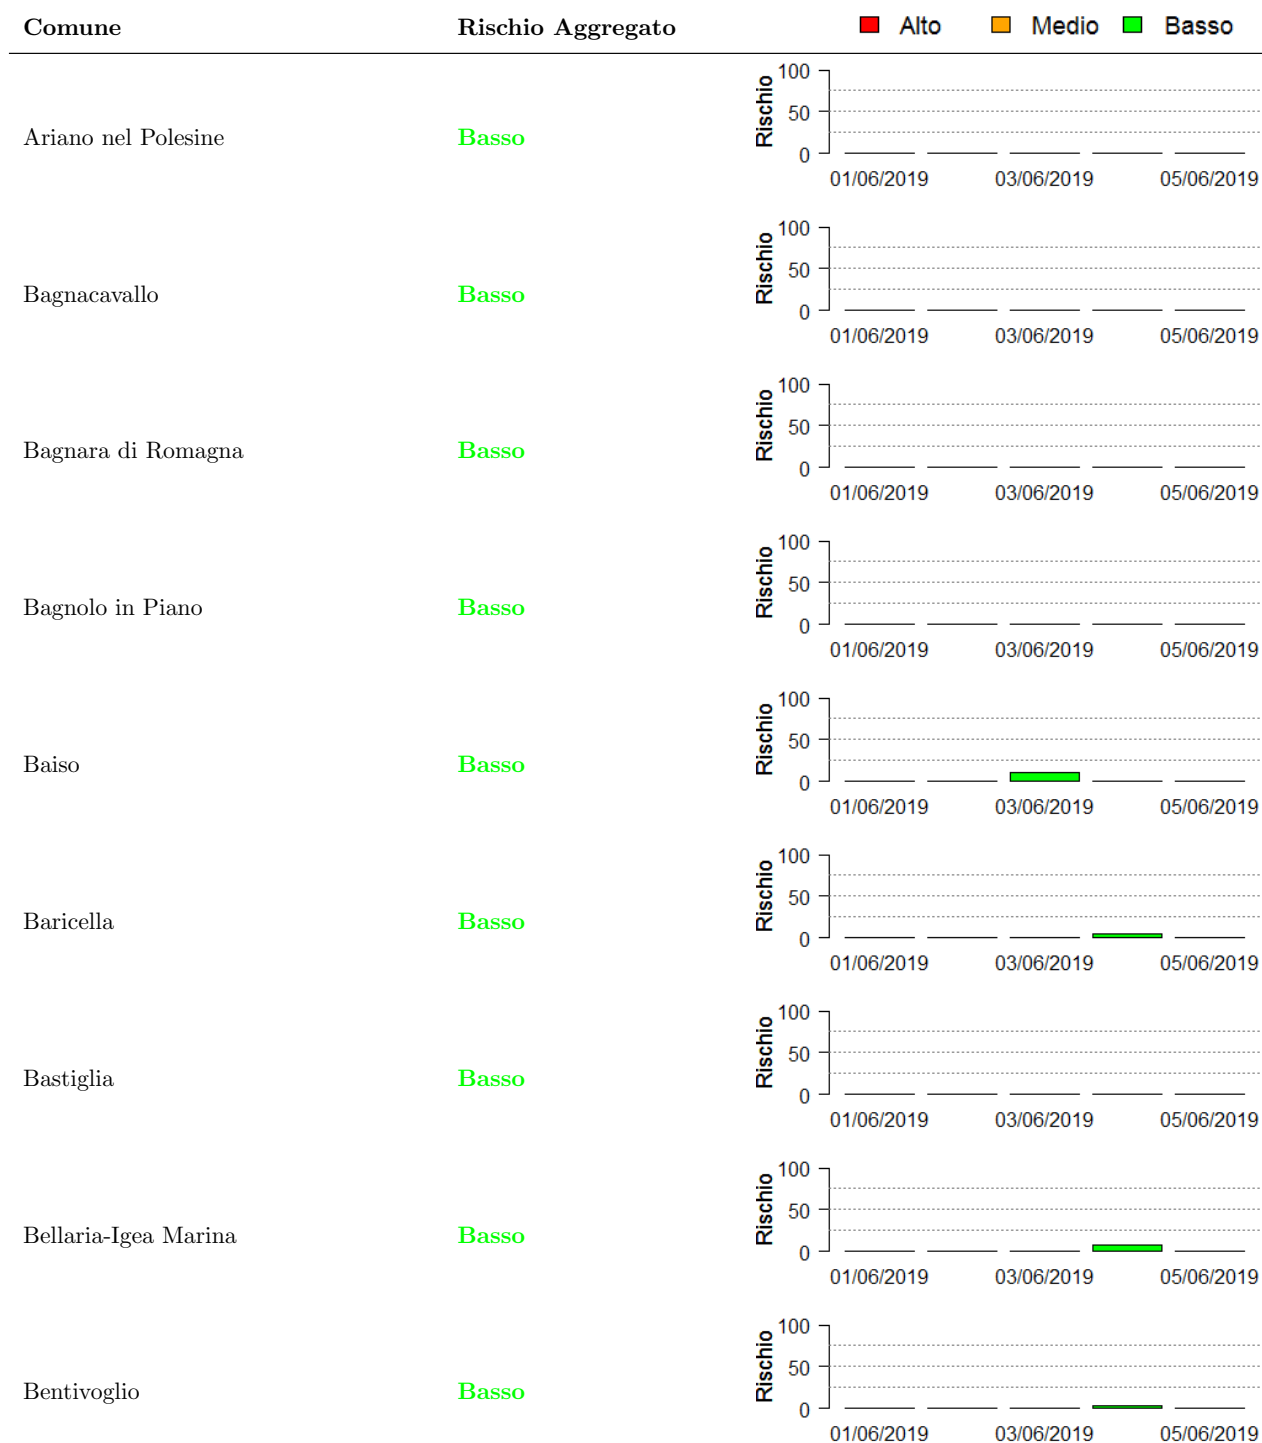 Comune Rischio Aggregato Alto Medio Basso
100
50
0
Rischio
Ariano nel Polesine Basso
01/06/2019 03/06/2019 05/06/2019
100
50
0
Rischio
Bagnacavallo Basso
01/06/2019 03/06/2019 05/06/2019
100
50
0
Rischio
Bagnara di Romagna Basso
01/06/2019 03/06/2019 05/06/2019
100
50
0
Rischio
Bagnolo in Piano Basso
01/06/2019 03/06/2019 05/06/2019
100
50
0
Rischio
Baiso Basso
01/06/2019 03/06/2019 05/06/2019
100
50
0
Rischio
Baricella Basso
01/06/2019 03/06/2019 05/06/2019
100
50
0
Rischio
Bastiglia Basso
01/06/2019 03/06/2019 05/06/2019
100
50
0
Rischio
Bellaria-Igea Marina Basso
01/06/2019 03/06/2019 05/06/2019
100
50
0
Rischio
Bentivoglio Basso
01/06/2019 03/06/2019 05/06/2019